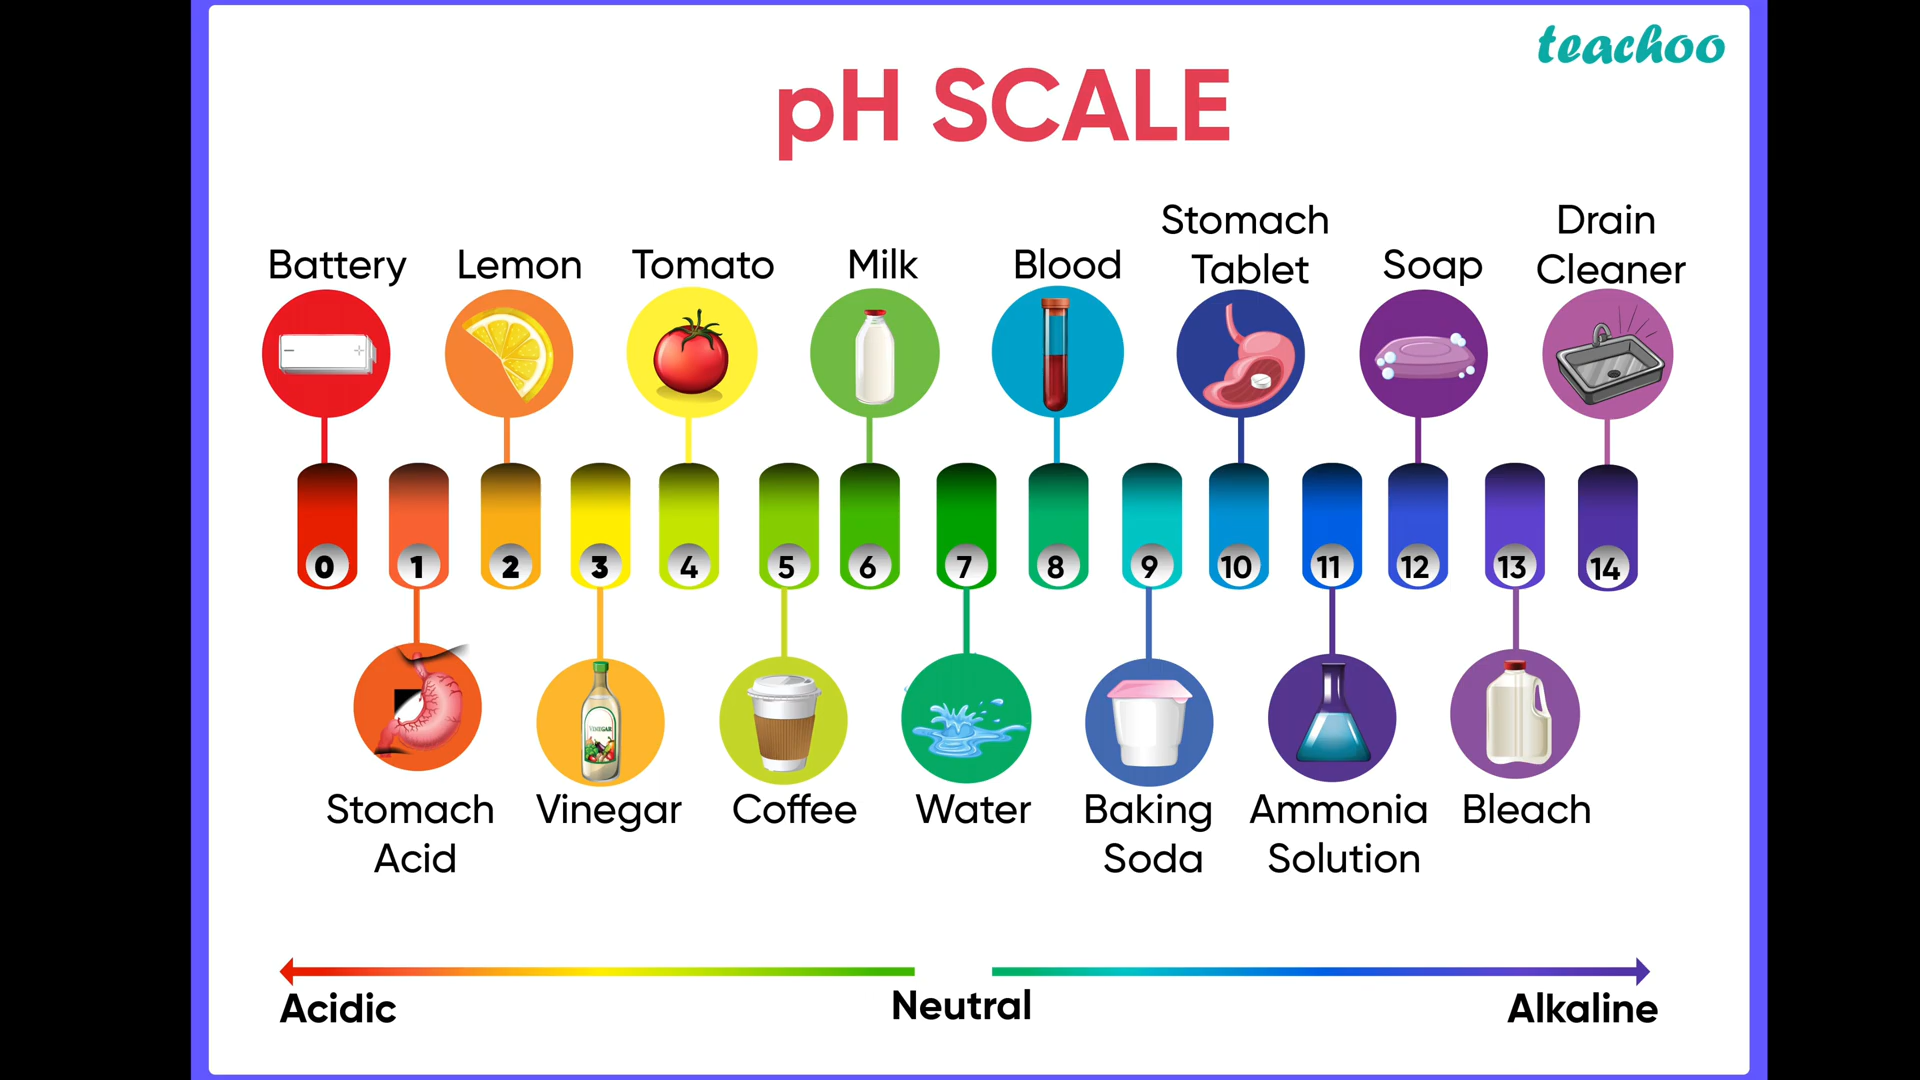 teachoo
pH SCALE
Battery
Lemon
Tomato
Milk
Blood
Stomach
Tablet
Soap
Drain
Cleaner
0
1
2
3
4
5
6
7
8
9
10
11
12
13
14
VINEGAR
Stomach
Acid
Vinegar
Coffee
Water
Baking
Soda
Ammonia
Solution
Bleach
Acidic
Neutral
Alkaline